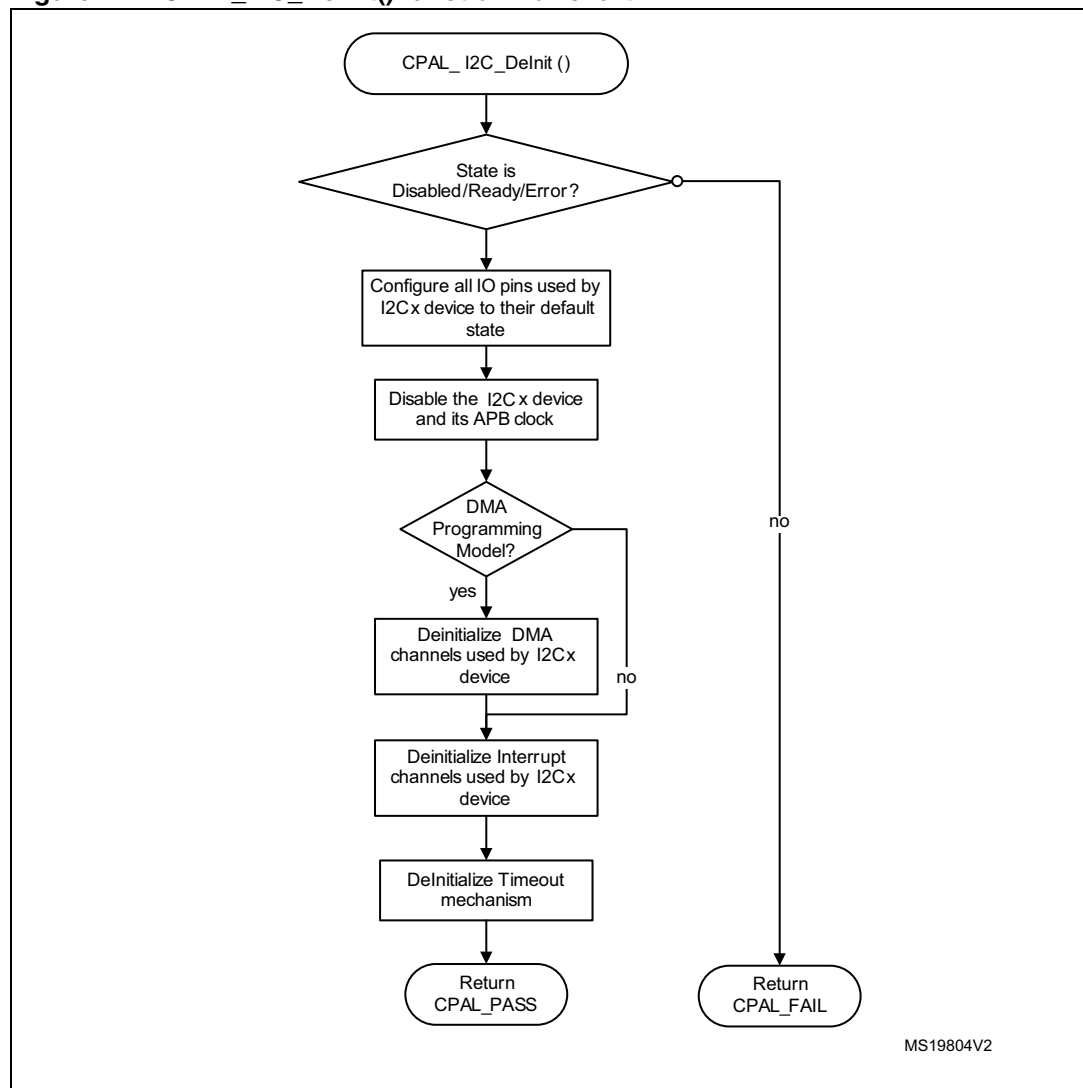 CPAL_ I2C_DeInit ()
State is
Disabled/Ready/Error?
Configure all IO pins used by
I2Cx device to their default
state
Disable the I2Cx device
and its APB clock
DMA
Programming
Model?
no
yes
Deinitialize DMA
channels used by I2Cx
device
no
Deinitialize Interrupt
channels used by I2Cx
device
DeInitialize Timeout
mechanism
Return
CPAL_PASS
Return
CPAL_FAIL
MS19804V2